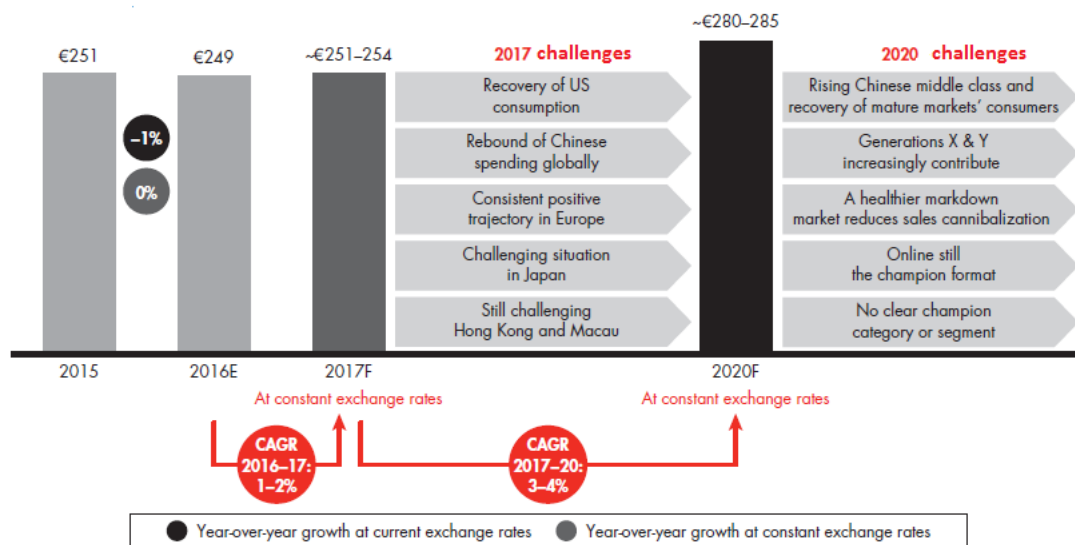 €251
€249
~€251–254
2017 challenges
~€280–285
2020 challenges
–1%
0%
Recovery of US
consumption
Rebound of Chinese
spending globally
Consistent positive
trajectory in Europe
Challenging situation
in Japan
Still challenging
Hong Kong and Macau
Rising Chinese middle class and
recovery of mature markets’ consumers
Generations X & Y
increasingly contribute
A healthier markdown
market reduces sales cannibalization
Online still
the champion format
No clear champion
category or segment
2015
2016E
2017F
2020F
At constant exchange rates
At constant exchange rates
CAGR
2016–17:
1–2%
CAGR
2017–20:
3–4%
Year-over-year growth at current exchange rates
Year-over-year growth at constant exchange rates